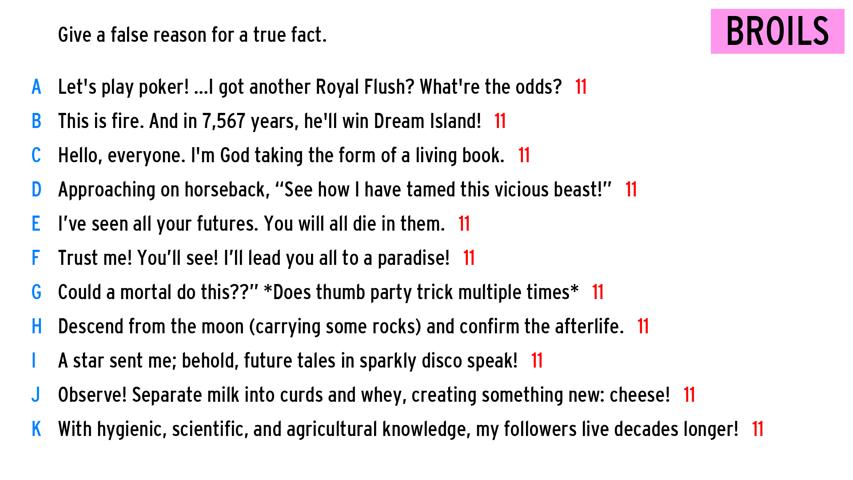 Give a false reason for a true fact.
BROILS
A Let's play poker! ...I got another Royal Flush? What're the odds? 11
B This is fire. And in 7,567 years, he'll win Dream Island! 11
C Hello, everyone. I'm God taking the form of a living book. 11
D Approaching on horseback, “See how I have tamed this vicious beast!” 11
E I’ve seen all your futures. You will all die in them. 11
F Trust me! You’ll see! I’ll lead you all to a paradise! 11
G Could a mortal do this??” *Does thumb party trick multiple times* 11
H Descend from the moon (carrying some rocks) and confirm the afterlife. 11
I A star sent me; behold, future tales in sparkly disco speak! 11
J Observe! Separate milk into curds and whey, creating something new: cheese! 11
K With hygienic, scientific, and agricultural knowledge, my followers live decades longer! 11